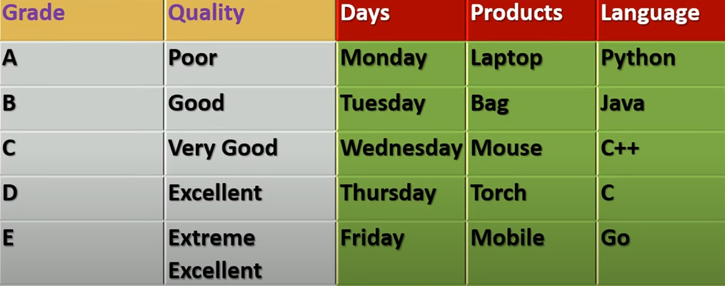 Grade Quality Days Products Language
A Poor Monday Laptop Python
B Good Tuesday Bag Java
C Very Good Wednesday Mouse C++
D Excellent Thursday Torch C
E Extreme Excellent Friday Mobile Go